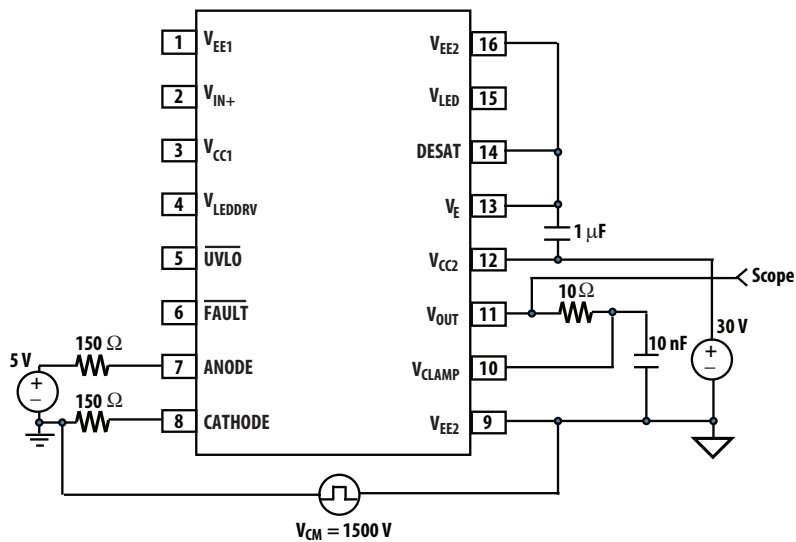 1 V_EE1
2 V_IN+
3 V_CC1
4 V_LEDDRV
5 U̅V̅L̅O̅
6 F̅A̅U̅L̅T̅
7 ANODE
8 CATHODE
V_EE2 16
V_LED 15
DESAT 14
V_E 13
V_CC2 12
V_OUT 11
V_CLAMP 10
V_EE2 9
5 V
+
−
150 Ω
150 Ω
1 μF
Scope
10 Ω
10 nF
30 V
+
−
V_CM = 1500 V